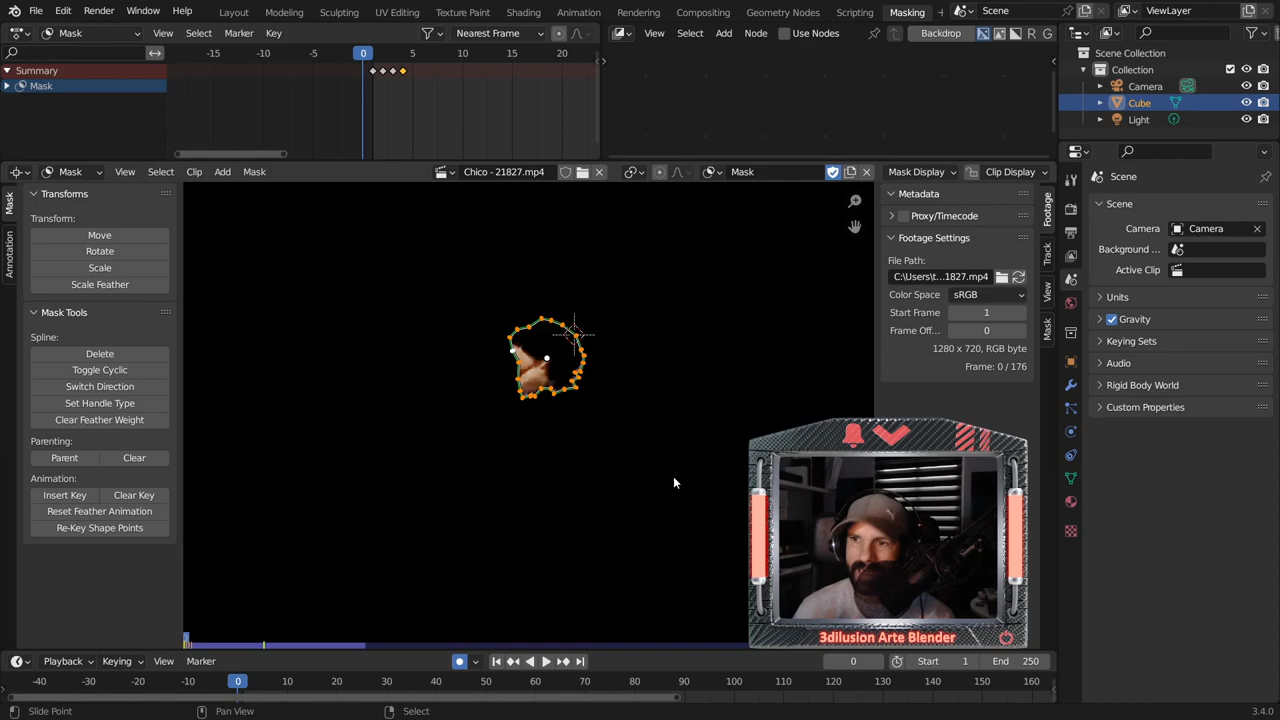 File Edit Render Window Help Layout Modeling Sculpting UV Editing Texture Paint Shading Animation Rendering Compositing Geometry Nodes Scripting Masking + Scene ViewLayer
Mask View Select Marker Key Nearest Frame View Select Add Node Use Nodes Backdrop R G
-15 -10 0 5 10 15 20 Scene Collection
Summary Collection
Mask Camera
Cube
Light
Mask View Select Clip Add Mask Chico - 21827.mp4 Mask Mask Display Clip Display
Transforms Metadata Scene
Transform: Proxy/Timecode Scene
Move Footage Settings Camera Camera
Rotate File Path: Background ...
Scale C:\Users\t...1827.mp4 Active Clip
Scale Feather Color Space sRGB Units
Mask Tools Start Frame 1 Gravity
Spline: Frame Off... 0 Keying Sets
Delete 1280 x 720, RGB byte Audio
Toggle Cyclic Frame: 0 / 176 Rigid Body World
Switch Direction Custom Properties
Set Handle Type
Clear Feather Weight
Parenting:
Parent Clear
Animation:
Insert Key Clear Key
Reset Feather Animation
Re-Key Shape Points
Mask
Annotation
Footage
Track
View
Mask
3dilusion Arte Blender
Playback Keying View Marker 0 Start 1 End 250
-40 -30 -20 -10 0 10 20 30 40 50 60 70 80 90 100 110 120 130 140 150 160
Slide Point Pan View Select 3.4.0